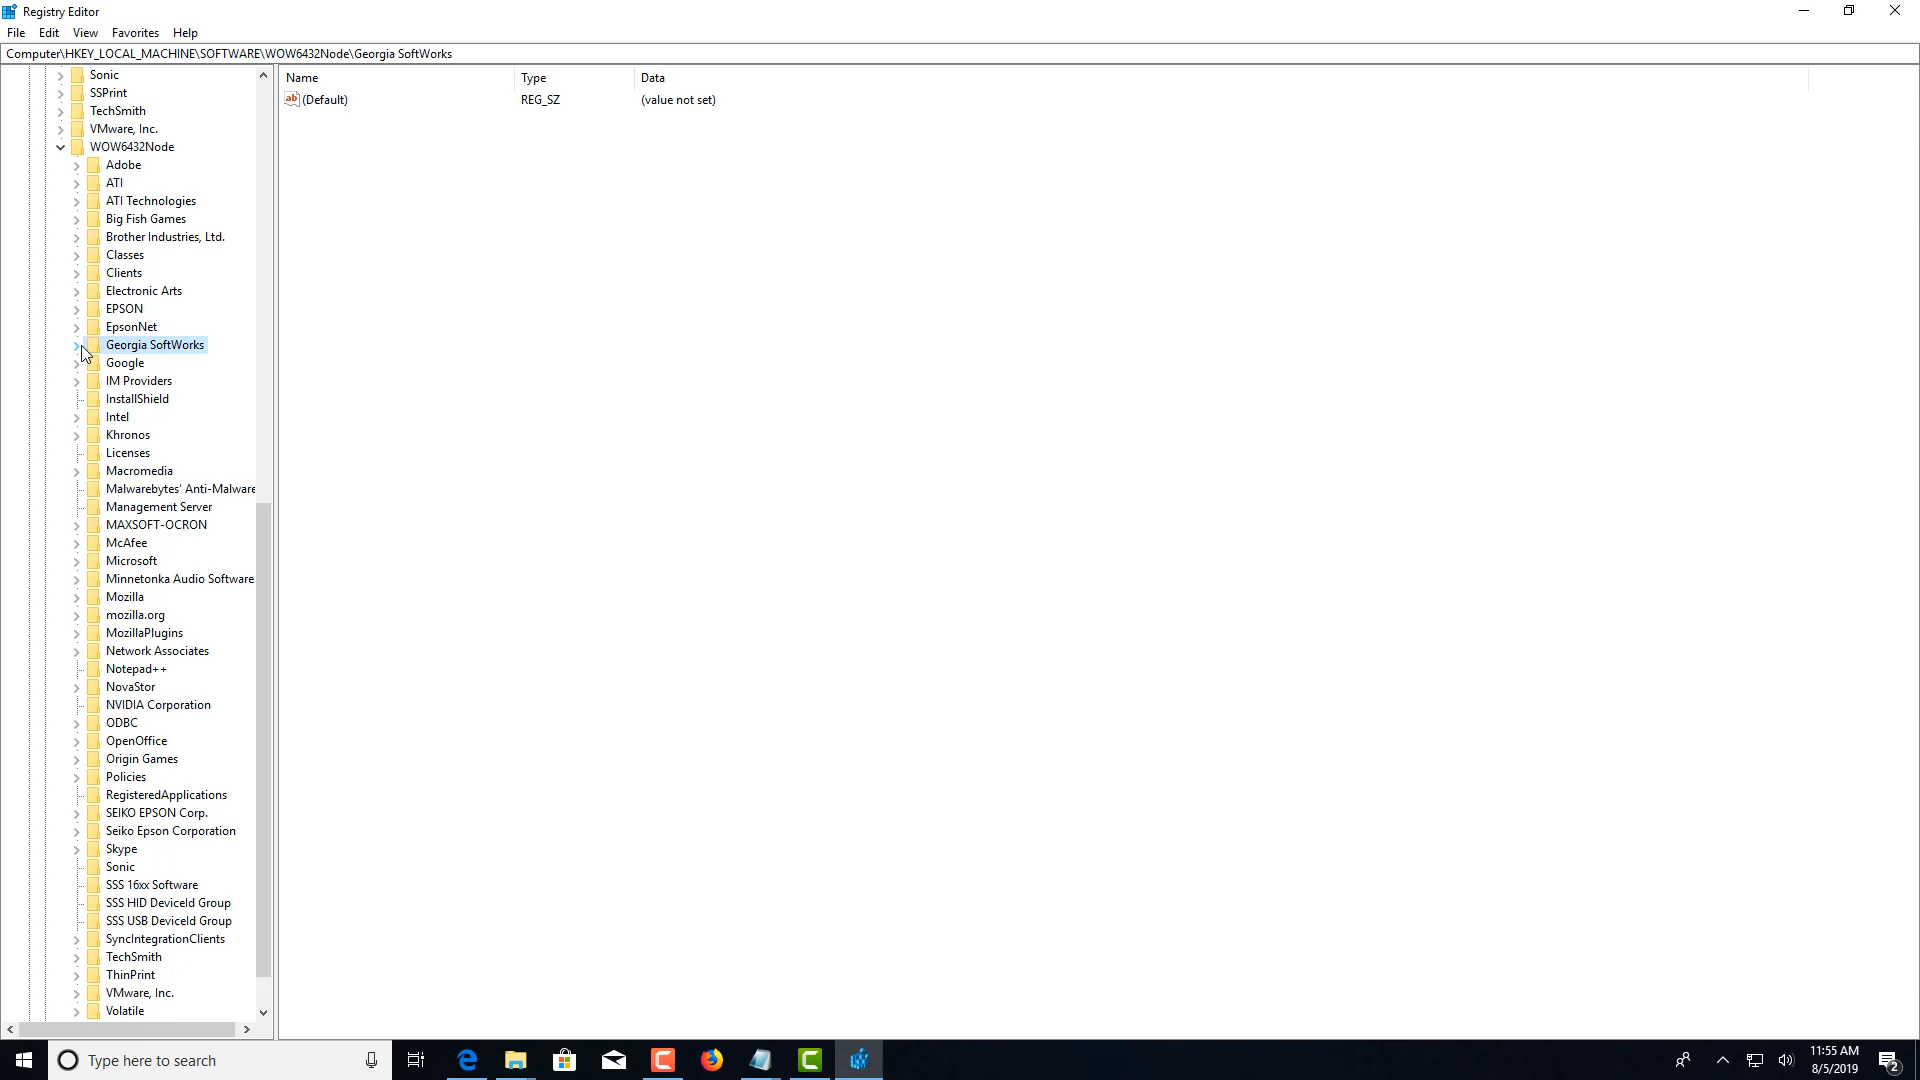 Registry Editor
File Edit View Favorites Help
Computer\HKEY_LOCAL_MACHINE\SOFTWARE\WOW6432Node\Georgia SoftWorks
Name Type Data
ab (Default) REG_SZ (value not set)
Sonic
SSPrint
TechSmith
VMware, Inc.
WOW6432Node
Adobe
ATI
ATI Technologies
Big Fish Games
Brother Industries, Ltd.
Classes
Clients
Electronic Arts
EPSON
EpsonNet
Georgia SoftWorks
Google
IM Providers
InstallShield
Intel
Khronos
Licenses
Macromedia
Malwarebytes' Anti-Malware
Management Server
MAXSOFT-OCRON
McAfee
Microsoft
Minnetonka Audio Software
Mozilla
mozilla.org
MozillaPlugins
Network Associates
Notepad++
NovaStor
NVIDIA Corporation
ODBC
OpenOffice
Origin Games
Policies
RegisteredApplications
SEIKO EPSON Corp.
Seiko Epson Corporation
Skype
Sonic
SSS 16xx Software
SSS HID DeviceId Group
SSS USB DeviceId Group
SyncIntegrationClients
TechSmith
ThinPrint
VMware, Inc.
Volatile
Type here to search
11:55 AM
8/5/2019
2